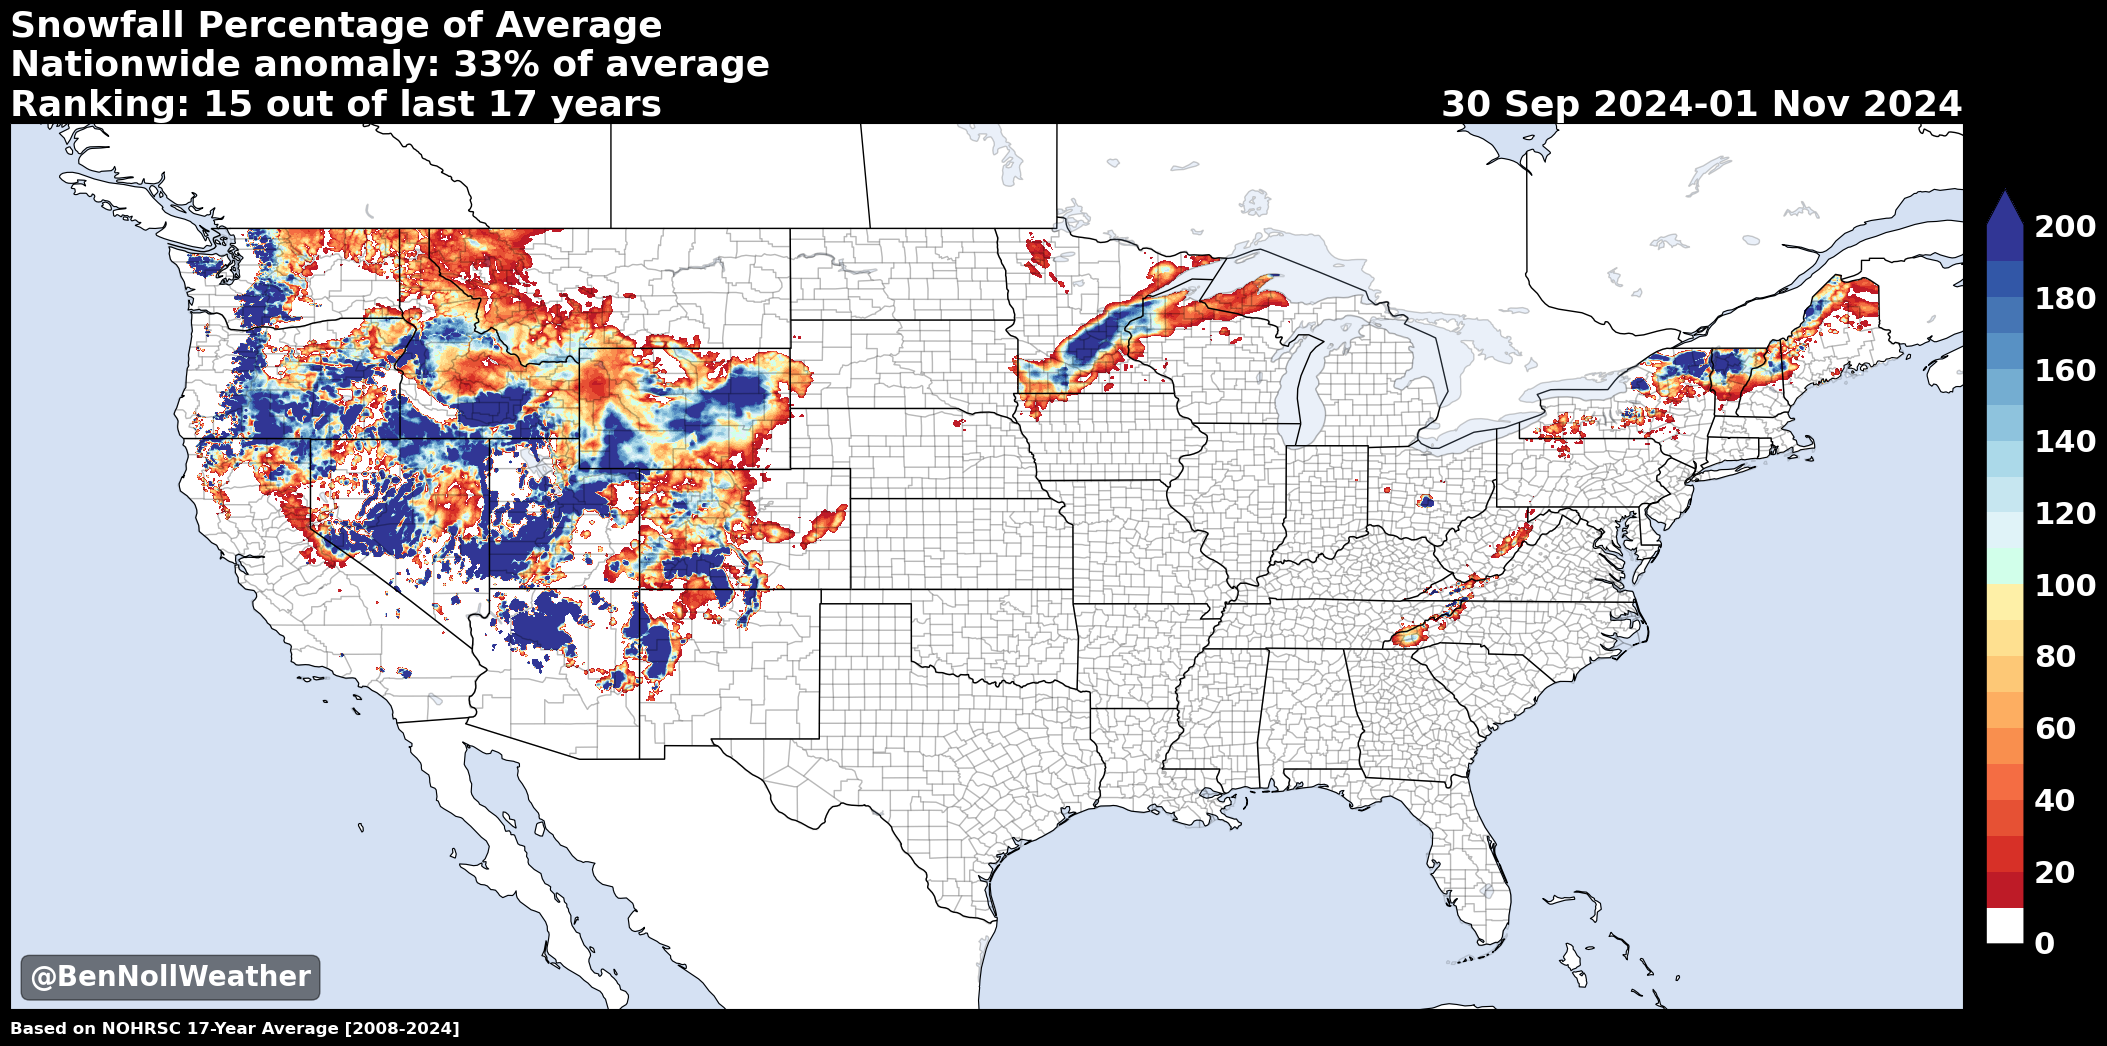 Snowfall Percentage of Average
Nationwide anomaly: 33% of average
Ranking: 15 out of last 17 years
30 Sep 2024-01 Nov 2024
200
180
160
140
120
100
80
60
40
20
0
@BenNollWeather
Based on NOHRSC 17-Year Average [2008-2024]